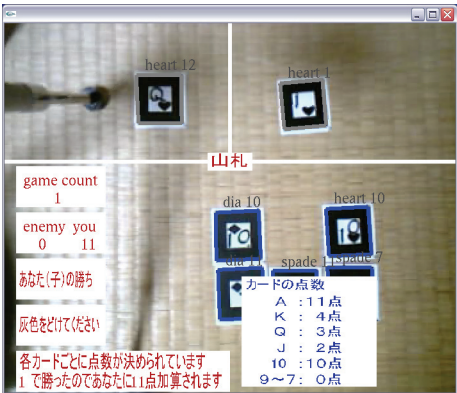 heart 12
heart 1
山札
game count
1
enemy you
0 11
あなた(子)の勝ち
灰色をどけてください
各カードごとに点数が決められています
1 で勝ったのであなたに11点加算されます
dia 10
heart 10
dia 11
spade 11
spade 7
カードの点数
A :11点
K : 4点
Q : 3点
J : 2点
10 :10点
9~7: 0点
Q
10